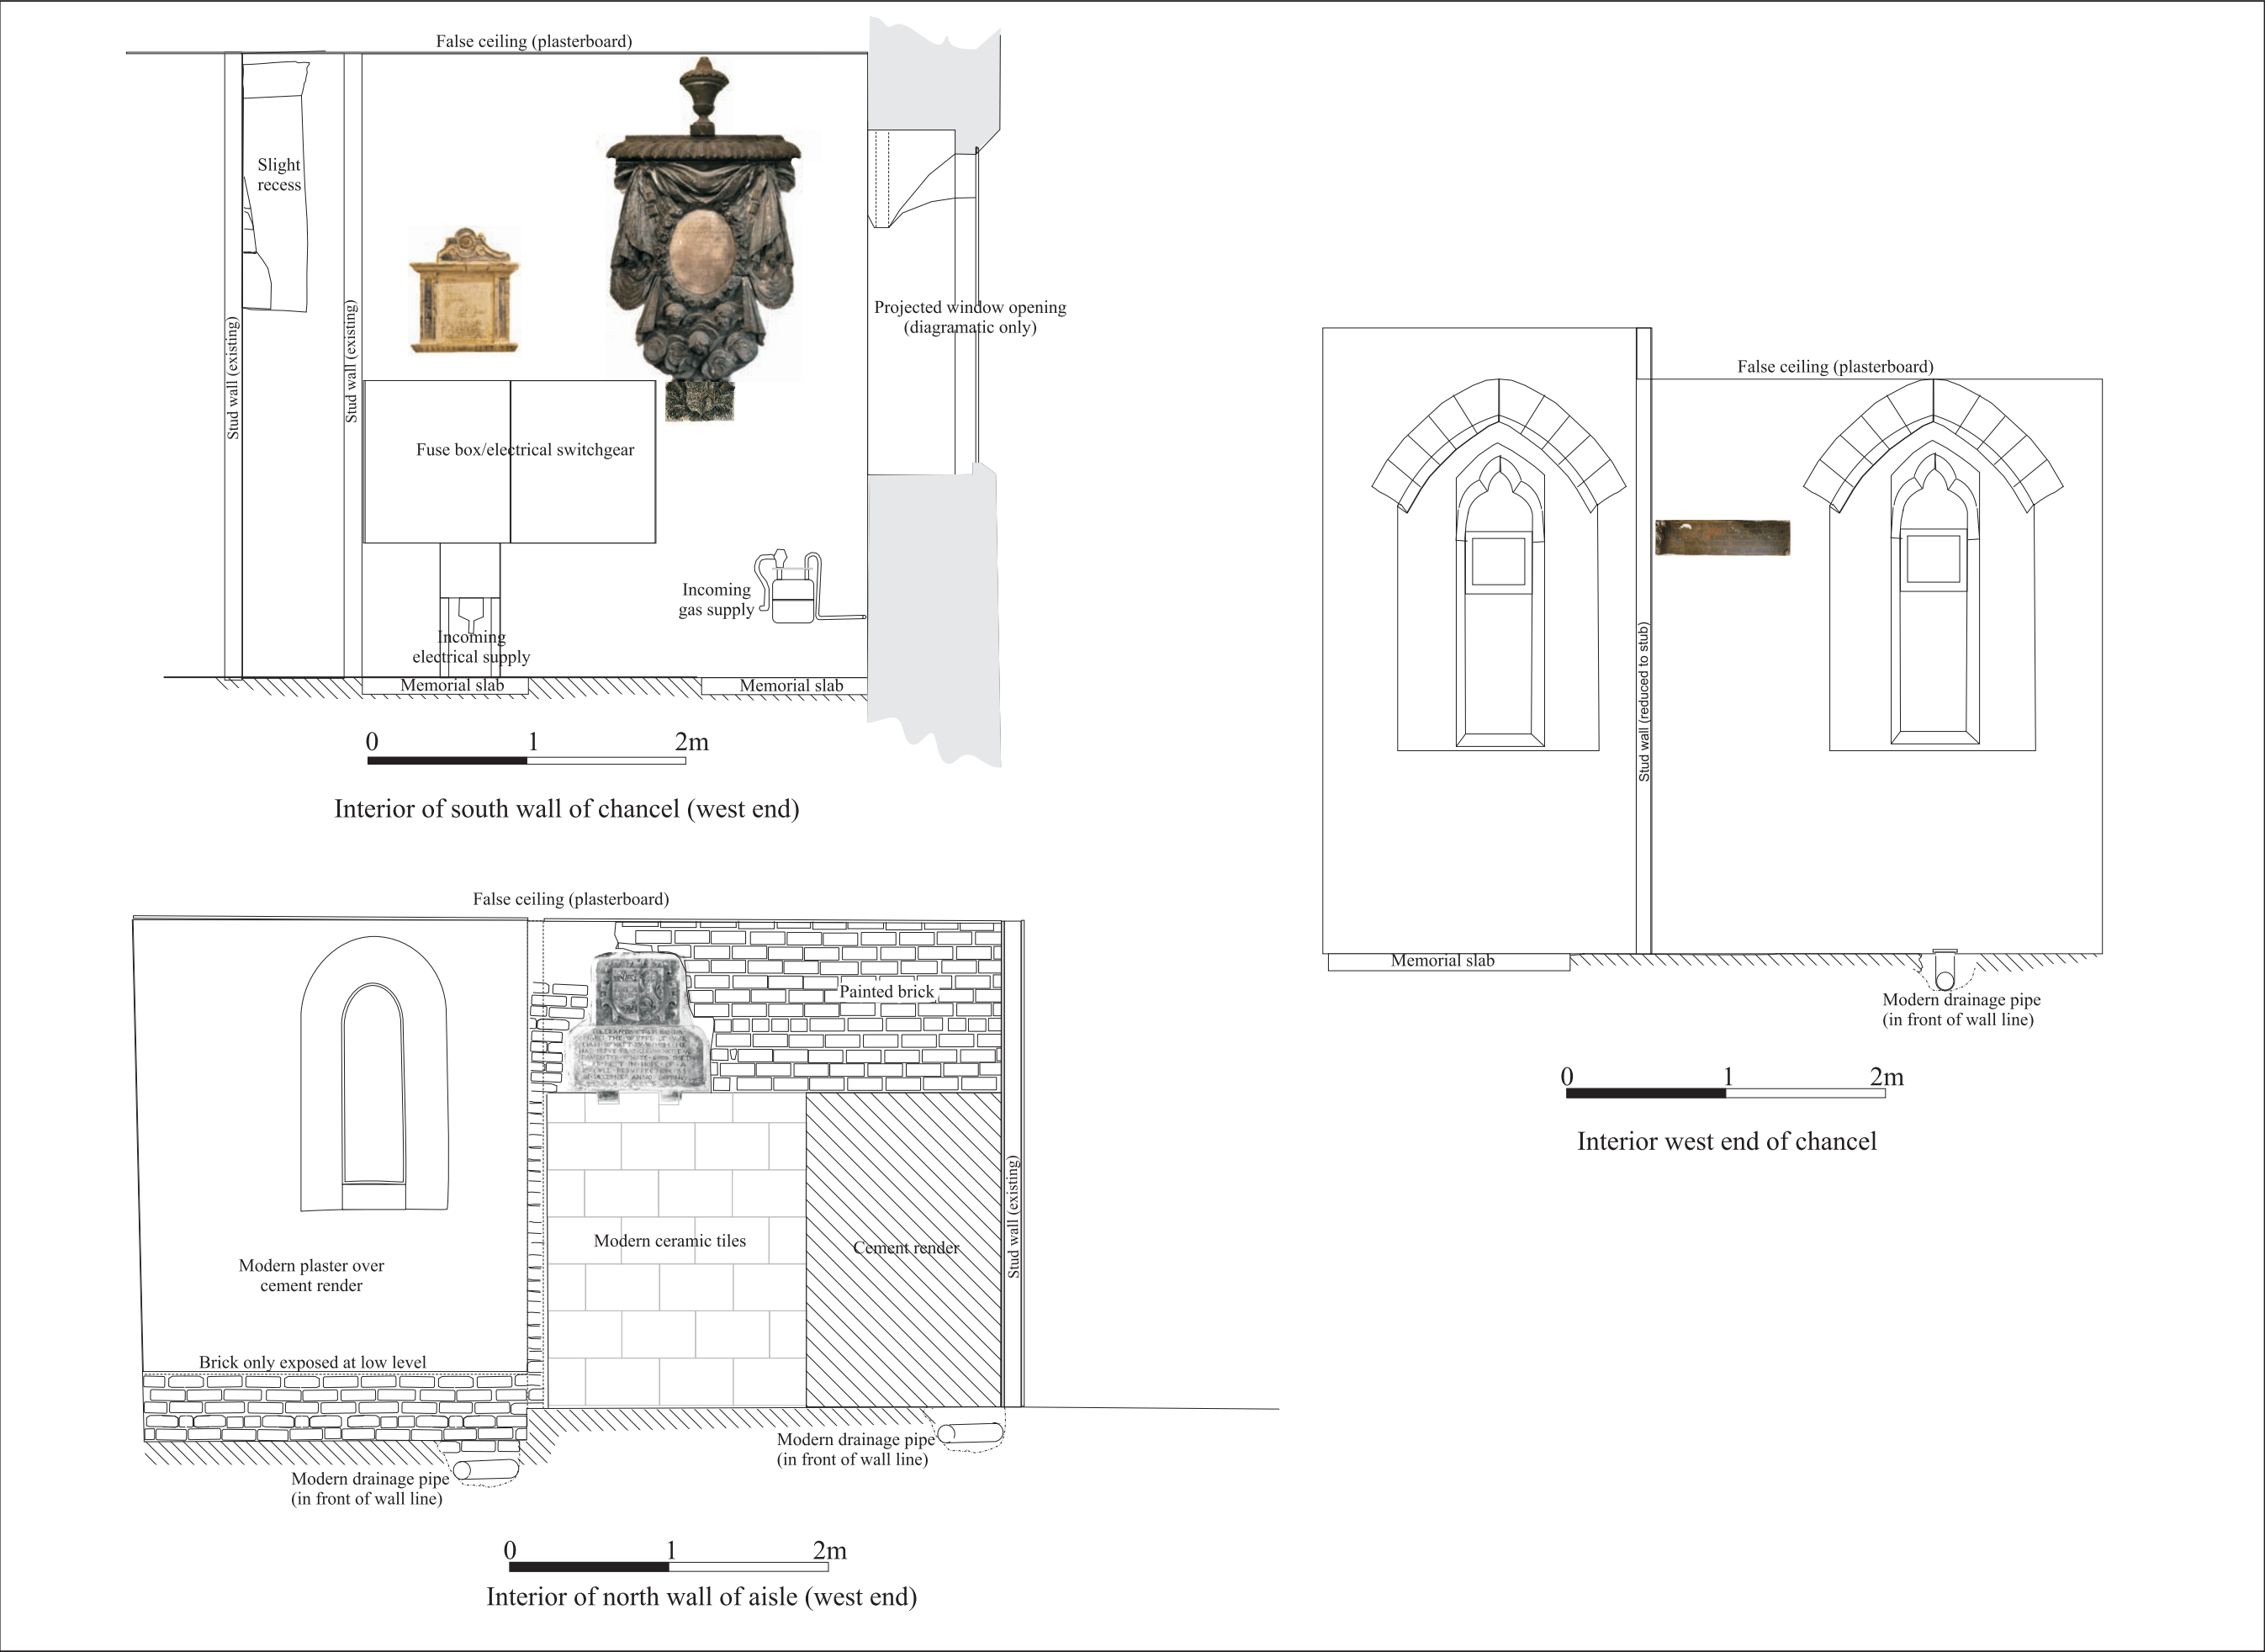 False ceiling (plasterboard)
Slight
recess
Stud wall (existing)
Stud wall (existing)
Projected window opening
(diagramatic only)
Fuse box/electrical switchgear
Incoming
gas supply
Incoming
electrical supply
Memorial slab
Memorial slab
0 1 2m
Interior of south wall of chancel (west end)
False ceiling (plasterboard)
Stud wall (reduced to stub)
Memorial slab
Modern drainage pipe
(in front of wall line)
0 1 2m
Interior west end of chancel
False ceiling (plasterboard)
Painted brick
Modern ceramic tiles
Cement render
Stud wall (existing)
Modern plaster over
cement render
Brick only exposed at low level
Modern drainage pipe
(in front of wall line)
Modern drainage pipe
(in front of wall line)
0 1 2m
Interior of north wall of aisle (west end)